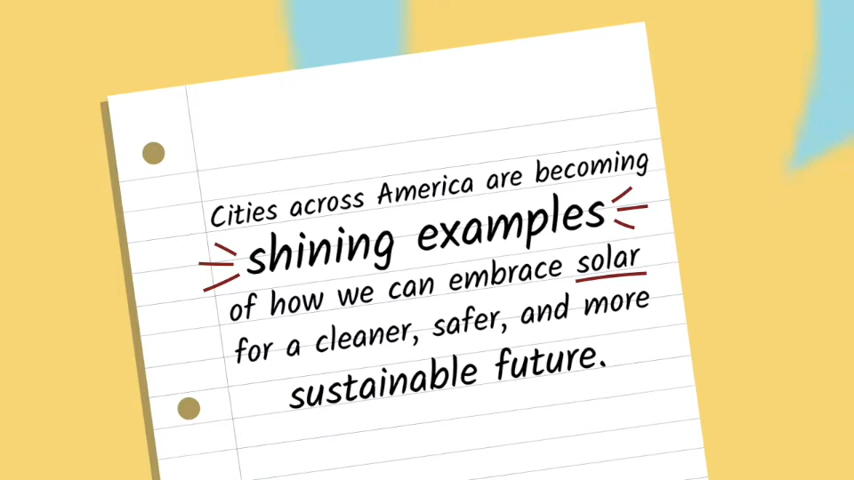 Cities across America are becoming
shining examples
of how we can embrace solar
for a cleaner, safer, and more
sustainable future.